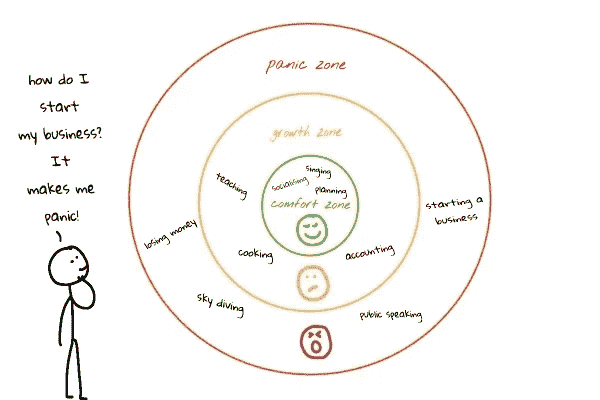 how do I
start
my business?
It
makes me
panic!
panic zone
growth zone
singing
socialising
planning
teaching
comfort zone
starting a
business
losing money
cooking
accounting
sky diving
public speaking